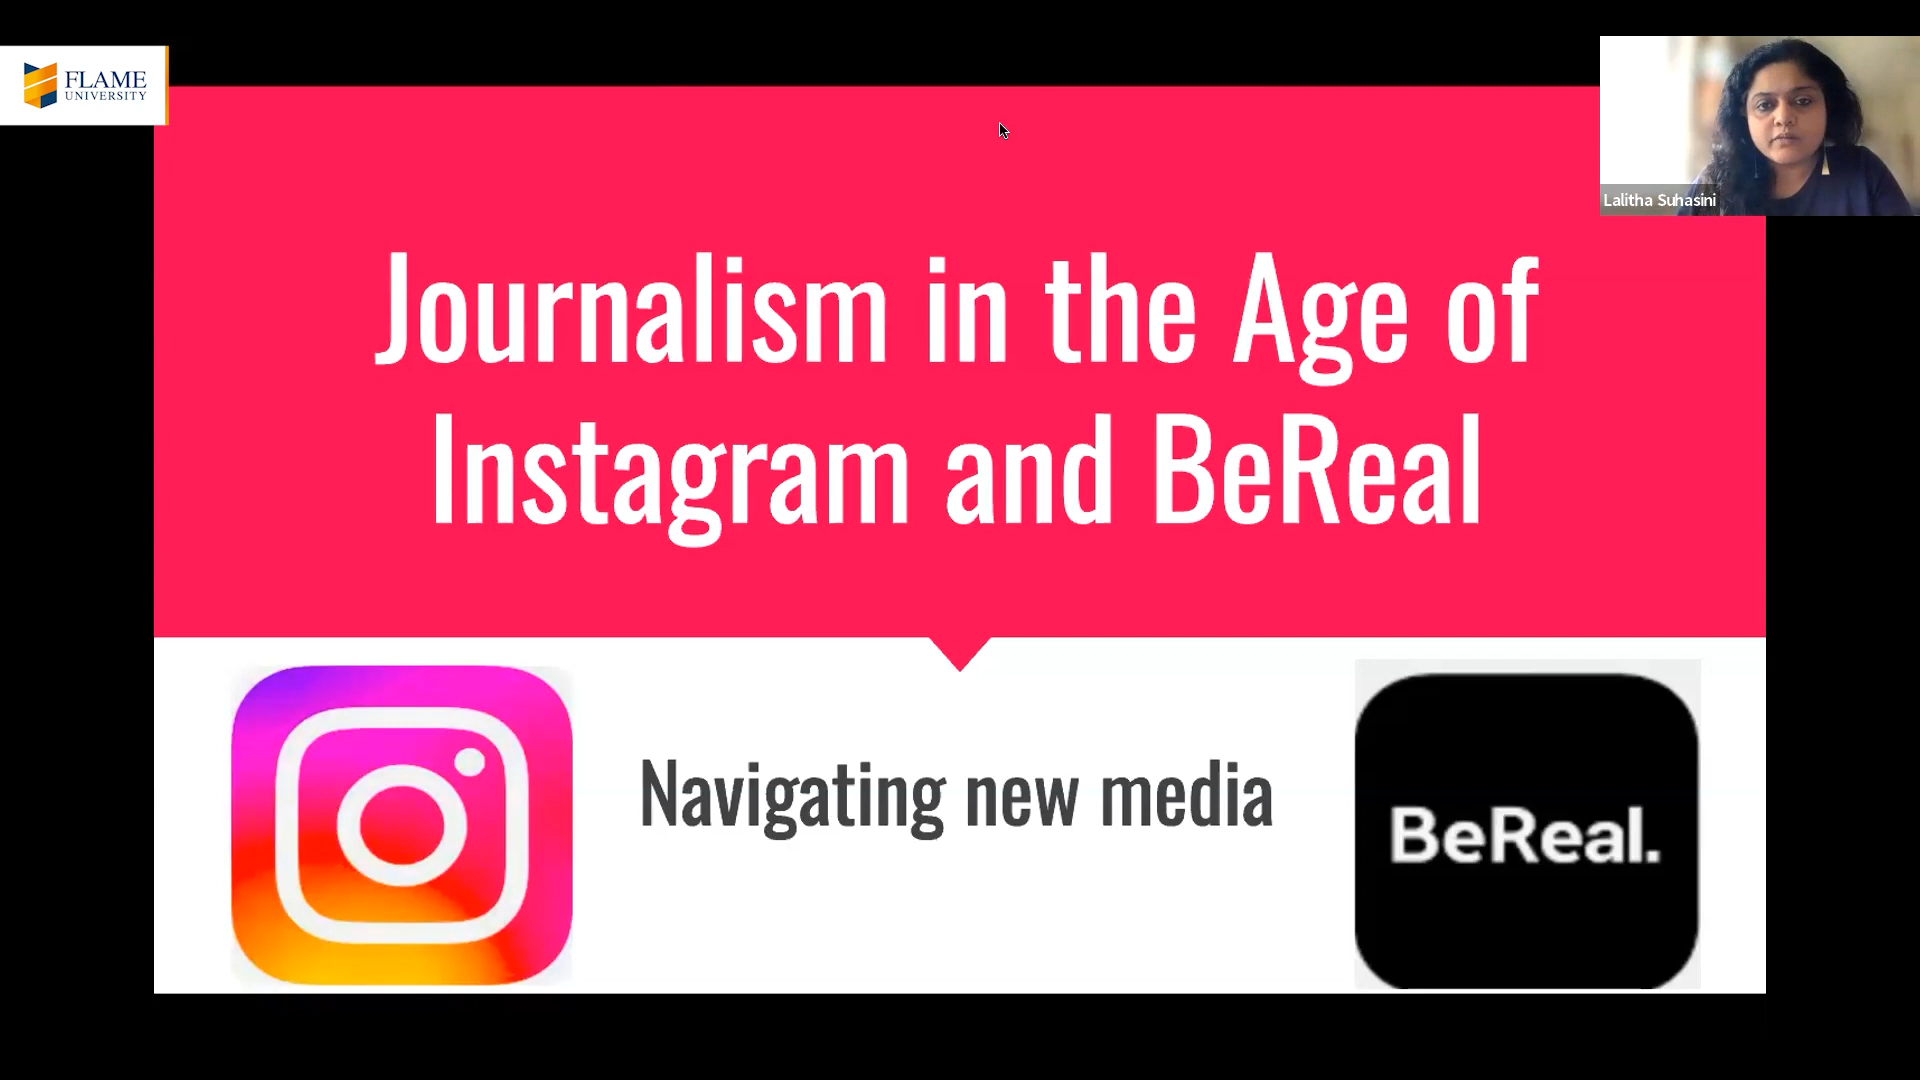 FLAME
UNIVERSITY
Lalitha Suhasini
Journalism in the Age of
Instagram and BeReal
Navigating new media
BeReal.